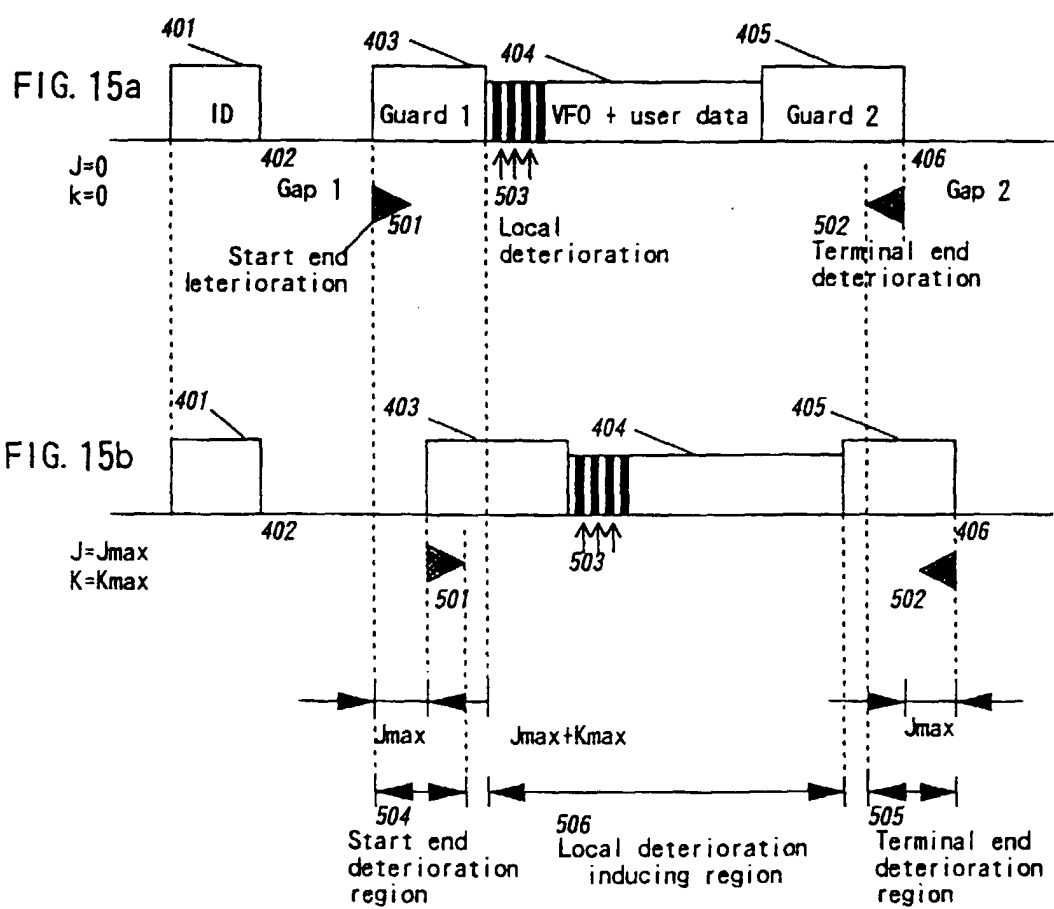 401
403
404
405
FIG. 15a
ID
Guard 1
VFO + user data
Guard 2
402
406
J=0
k=0
Gap 1
Gap 2
501
503
502
Start end
leterioration
Local
deterioration
Terminal end
deterioration
401
403
404
405
FIG. 15b
402
406
J=Jmax
K=Kmax
501
503
502
Jmax
Jmax+Kmax
Jmax
504
506
505
Start end
deterioration
region
Local deterioration
inducing region
Terminal end
deterioration
region